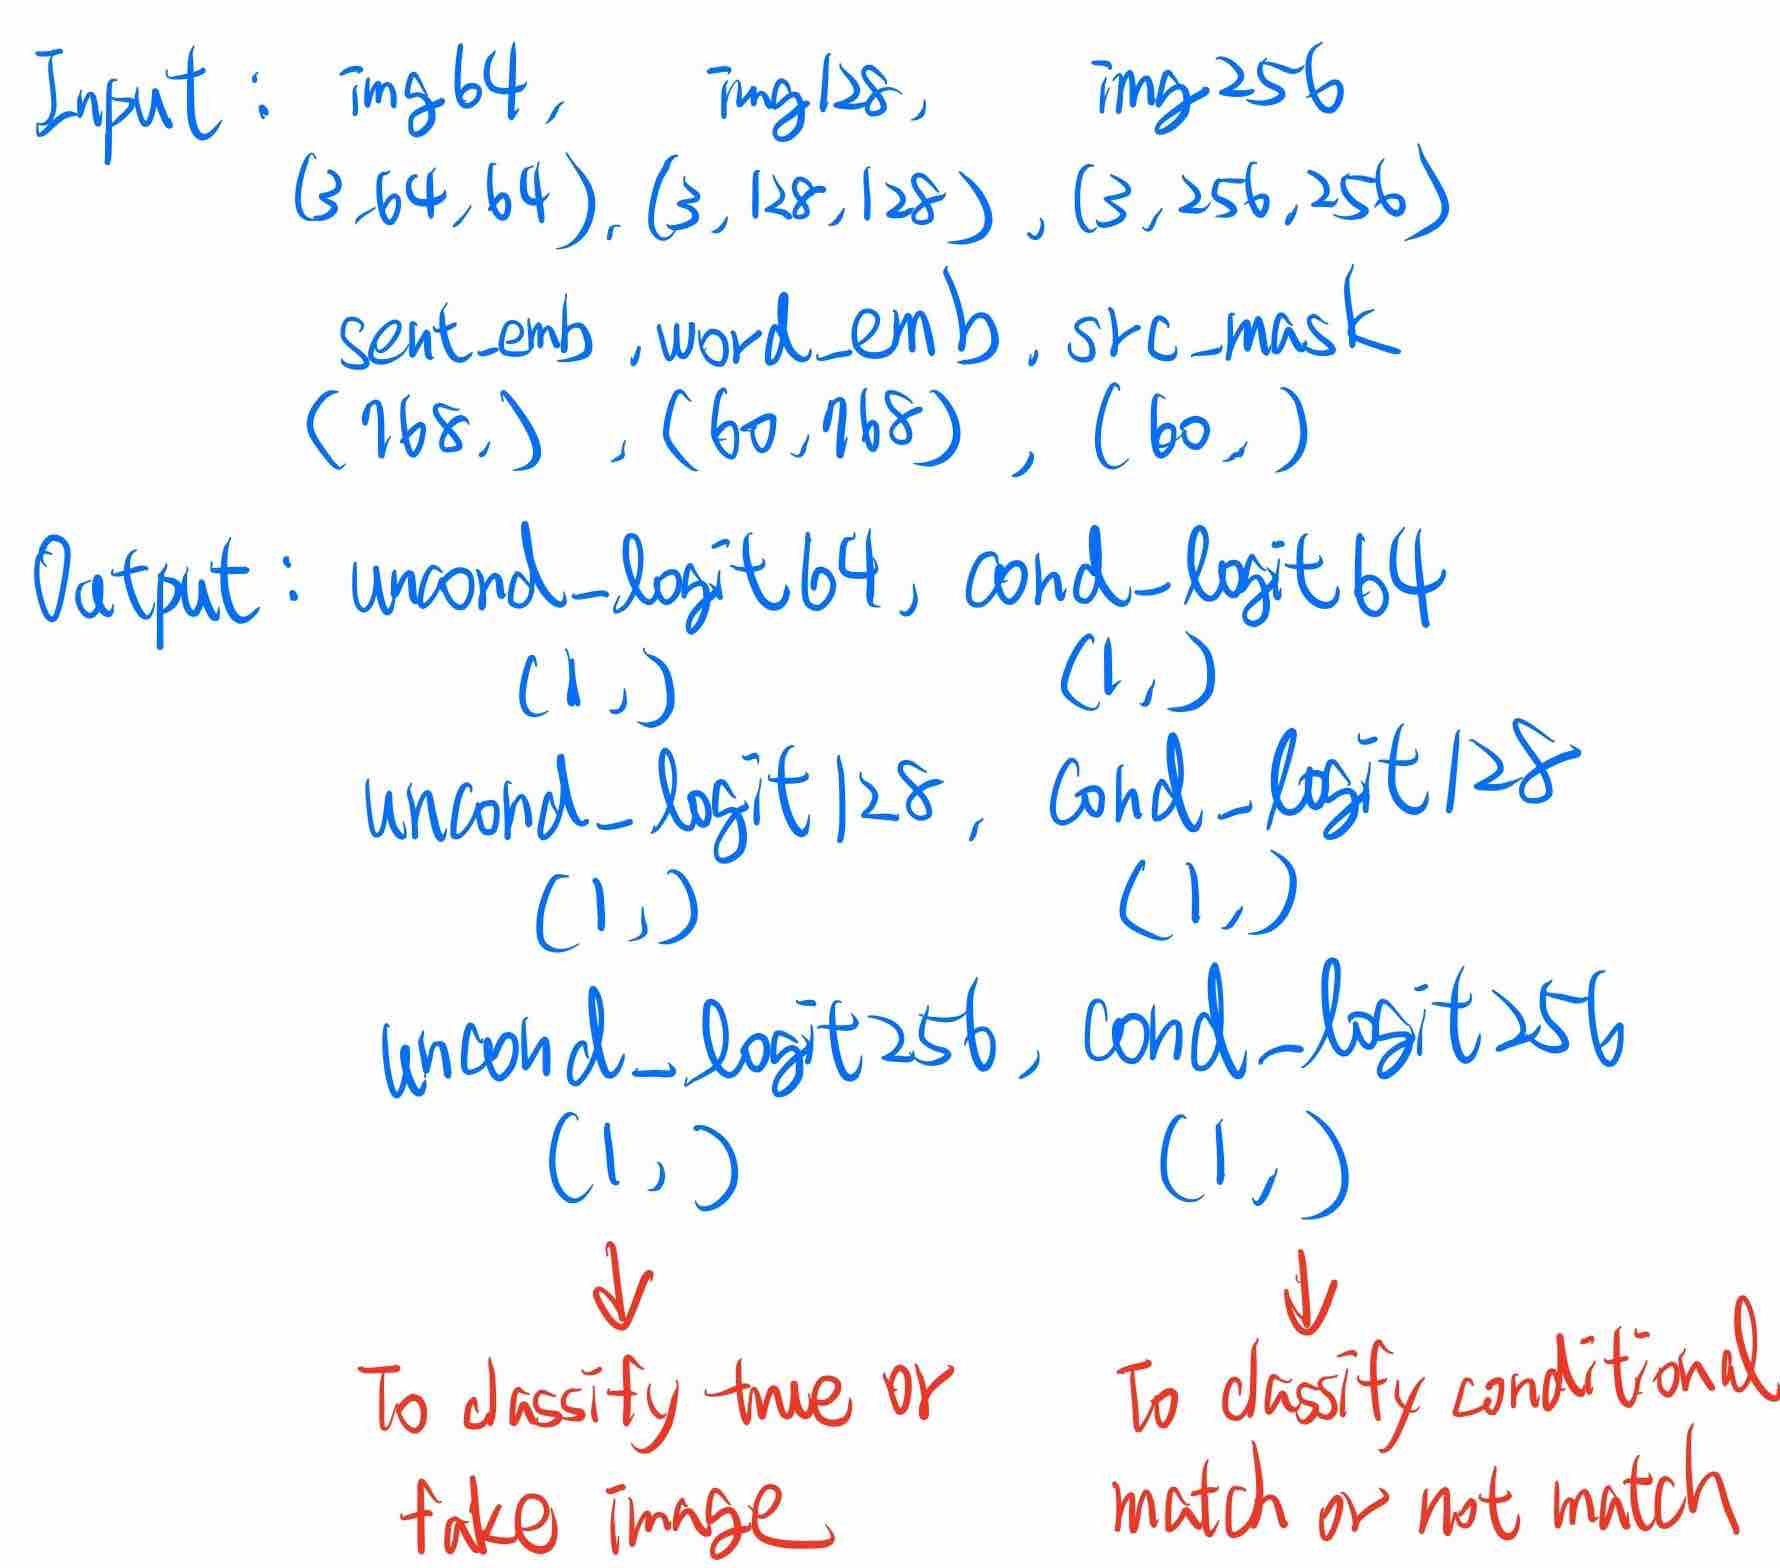 Input: img64, img128, img256
(3,64,64), (3,128,128), (3,256,256)
sent_emb, word_emb, src_mask
(768,), (60,768), (60,)
Output: uncond_logit64, cond_logit64
(1,) (1,)
uncond_logit128, cond_logit128
(1,) (1,)
uncond_logit256, cond_logit256
(1,) (1,)
↓ ↓
To classify true or To classify conditional
fake image match or not match